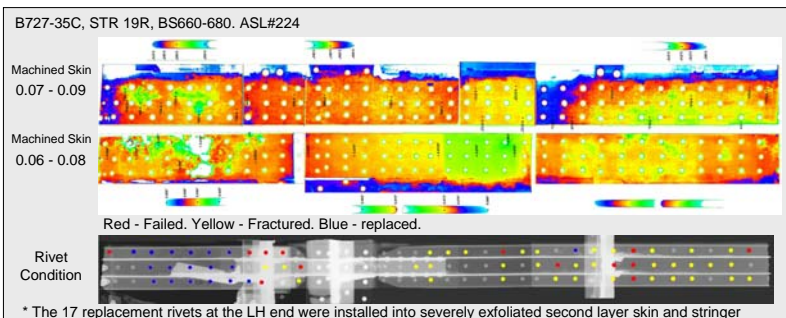 B727-35C, STR 19R, BS660-680. ASL#224
Machined Skin
0.07 - 0.09
Machined Skin
0.06 - 0.08
Red - Failed. Yellow - Fractured. Blue - replaced.
Rivet
Condition
* The 17 replacement rivets at the LH end were installed into severely exfoliated second layer skin and stringer